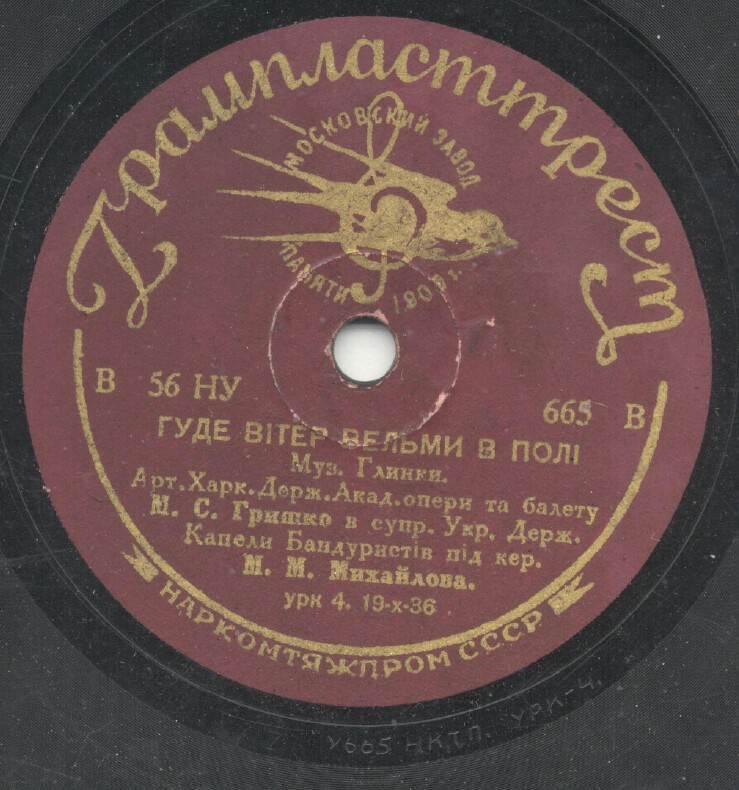 Грампласттрест
МОСКОВСКИЙ ЗАВОД
ПАМЯТИ 1905 г.
В 56 НУ 665 В
ГУДЕ ВІТЕР ВЕЛЬМИ В ПОЛІ
Муз. Глинки.
Арт. Харк. Держ. Акад. опери та балету
М. С. Гришко в супр. Укр. Держ.
Капели Бандуристів під кер.
М. М. Михайлова.
урк 4. 19-х-36
НАРКОМТЯЖПРОМ СССР
У665 НКТП. УРК-4.